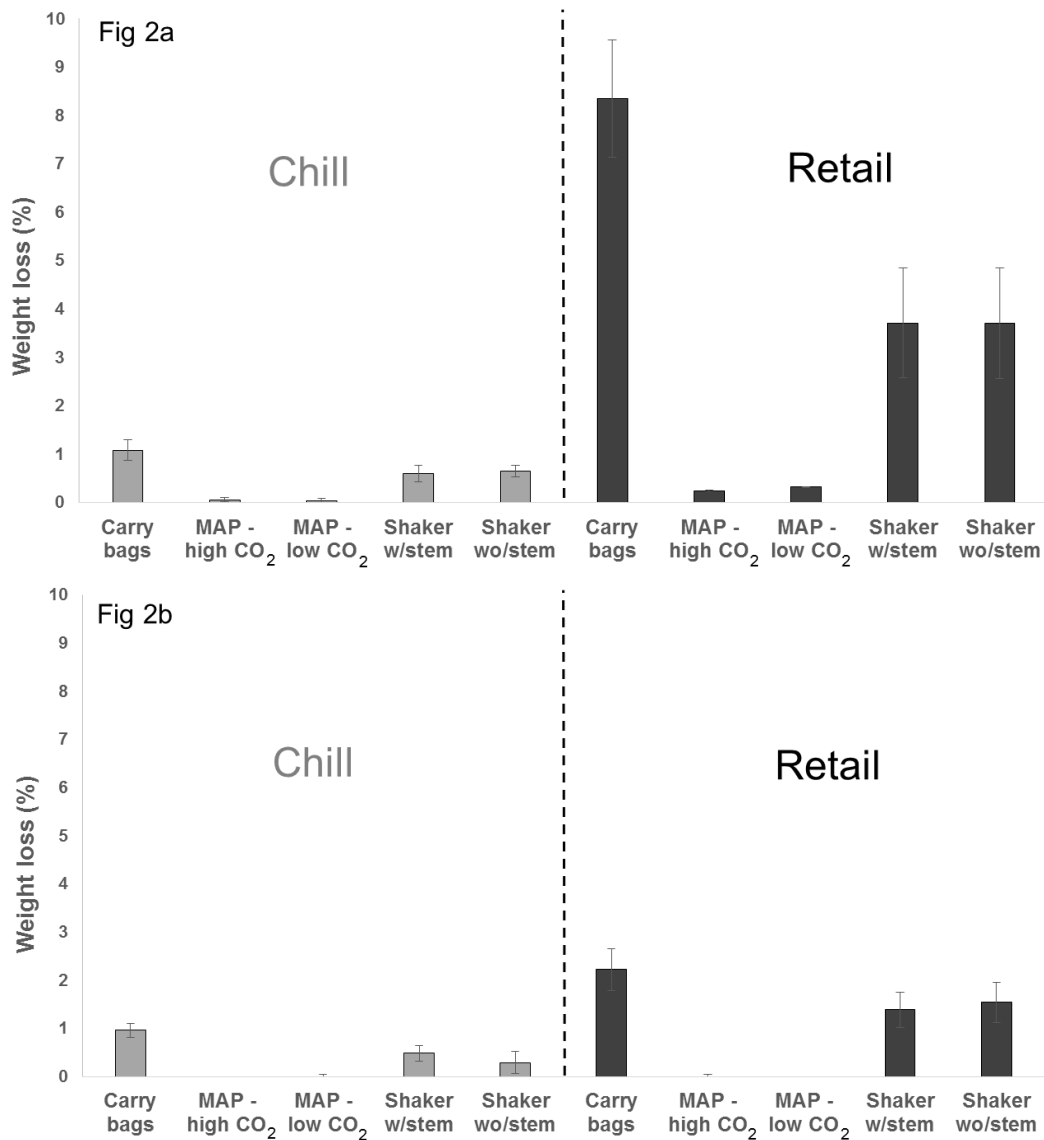 Fig 2a
Weight loss (%)
10
9
8
7
6
5
4
3
2
1
0
Chill
Retail
Carry bags
MAP - high CO₂
MAP - low CO₂
Shaker w/stem
Shaker wo/stem
Carry bags
MAP - high CO₂
MAP - low CO₂
Shaker w/stem
Shaker wo/stem
Fig 2b
Weight loss (%)
10
9
8
7
6
5
4
3
2
1
0
Chill
Retail
Carry bags
MAP - high CO₂
MAP - low CO₂
Shaker w/stem
Shaker wo/stem
Carry bags
MAP - high CO₂
MAP - low CO₂
Shaker w/stem
Shaker wo/stem